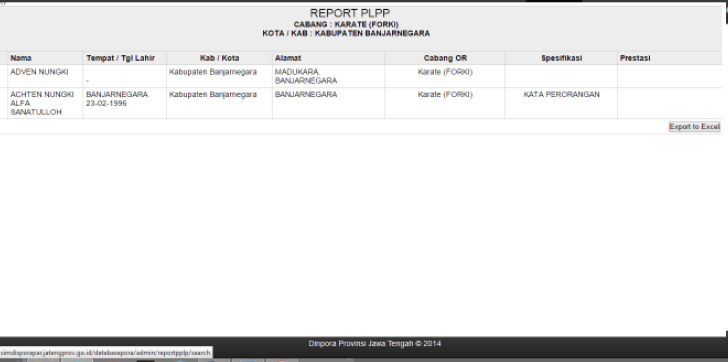 REPORT PLPP
CABANG : KARATE (FORKI)
KOTA / KAB : KABUPATEN BANJARNEGARA
Nama Tempat / Tgl Lahir Kab / Kota Alamat Cabang OR Spesifikasi Prestasi
ADVEN NUNGKI Kabupaten Banjarnegara MADUKARA, Karate (FORKI)
- BANJARNEGARA
ACHTEN NUNGKI BANJARNEGARA Kabupaten Banjarnegara BANJARNEGARA Karate (FORKI) KATA PERORANGAN
ALFA 23-02-1996
SANATULLOH
Export to Excel
Dinpora Provinsi Jawa Tengah © 2014
simdisporapar.jatengprov.go.id/databasepora/admin/reportpplp/search